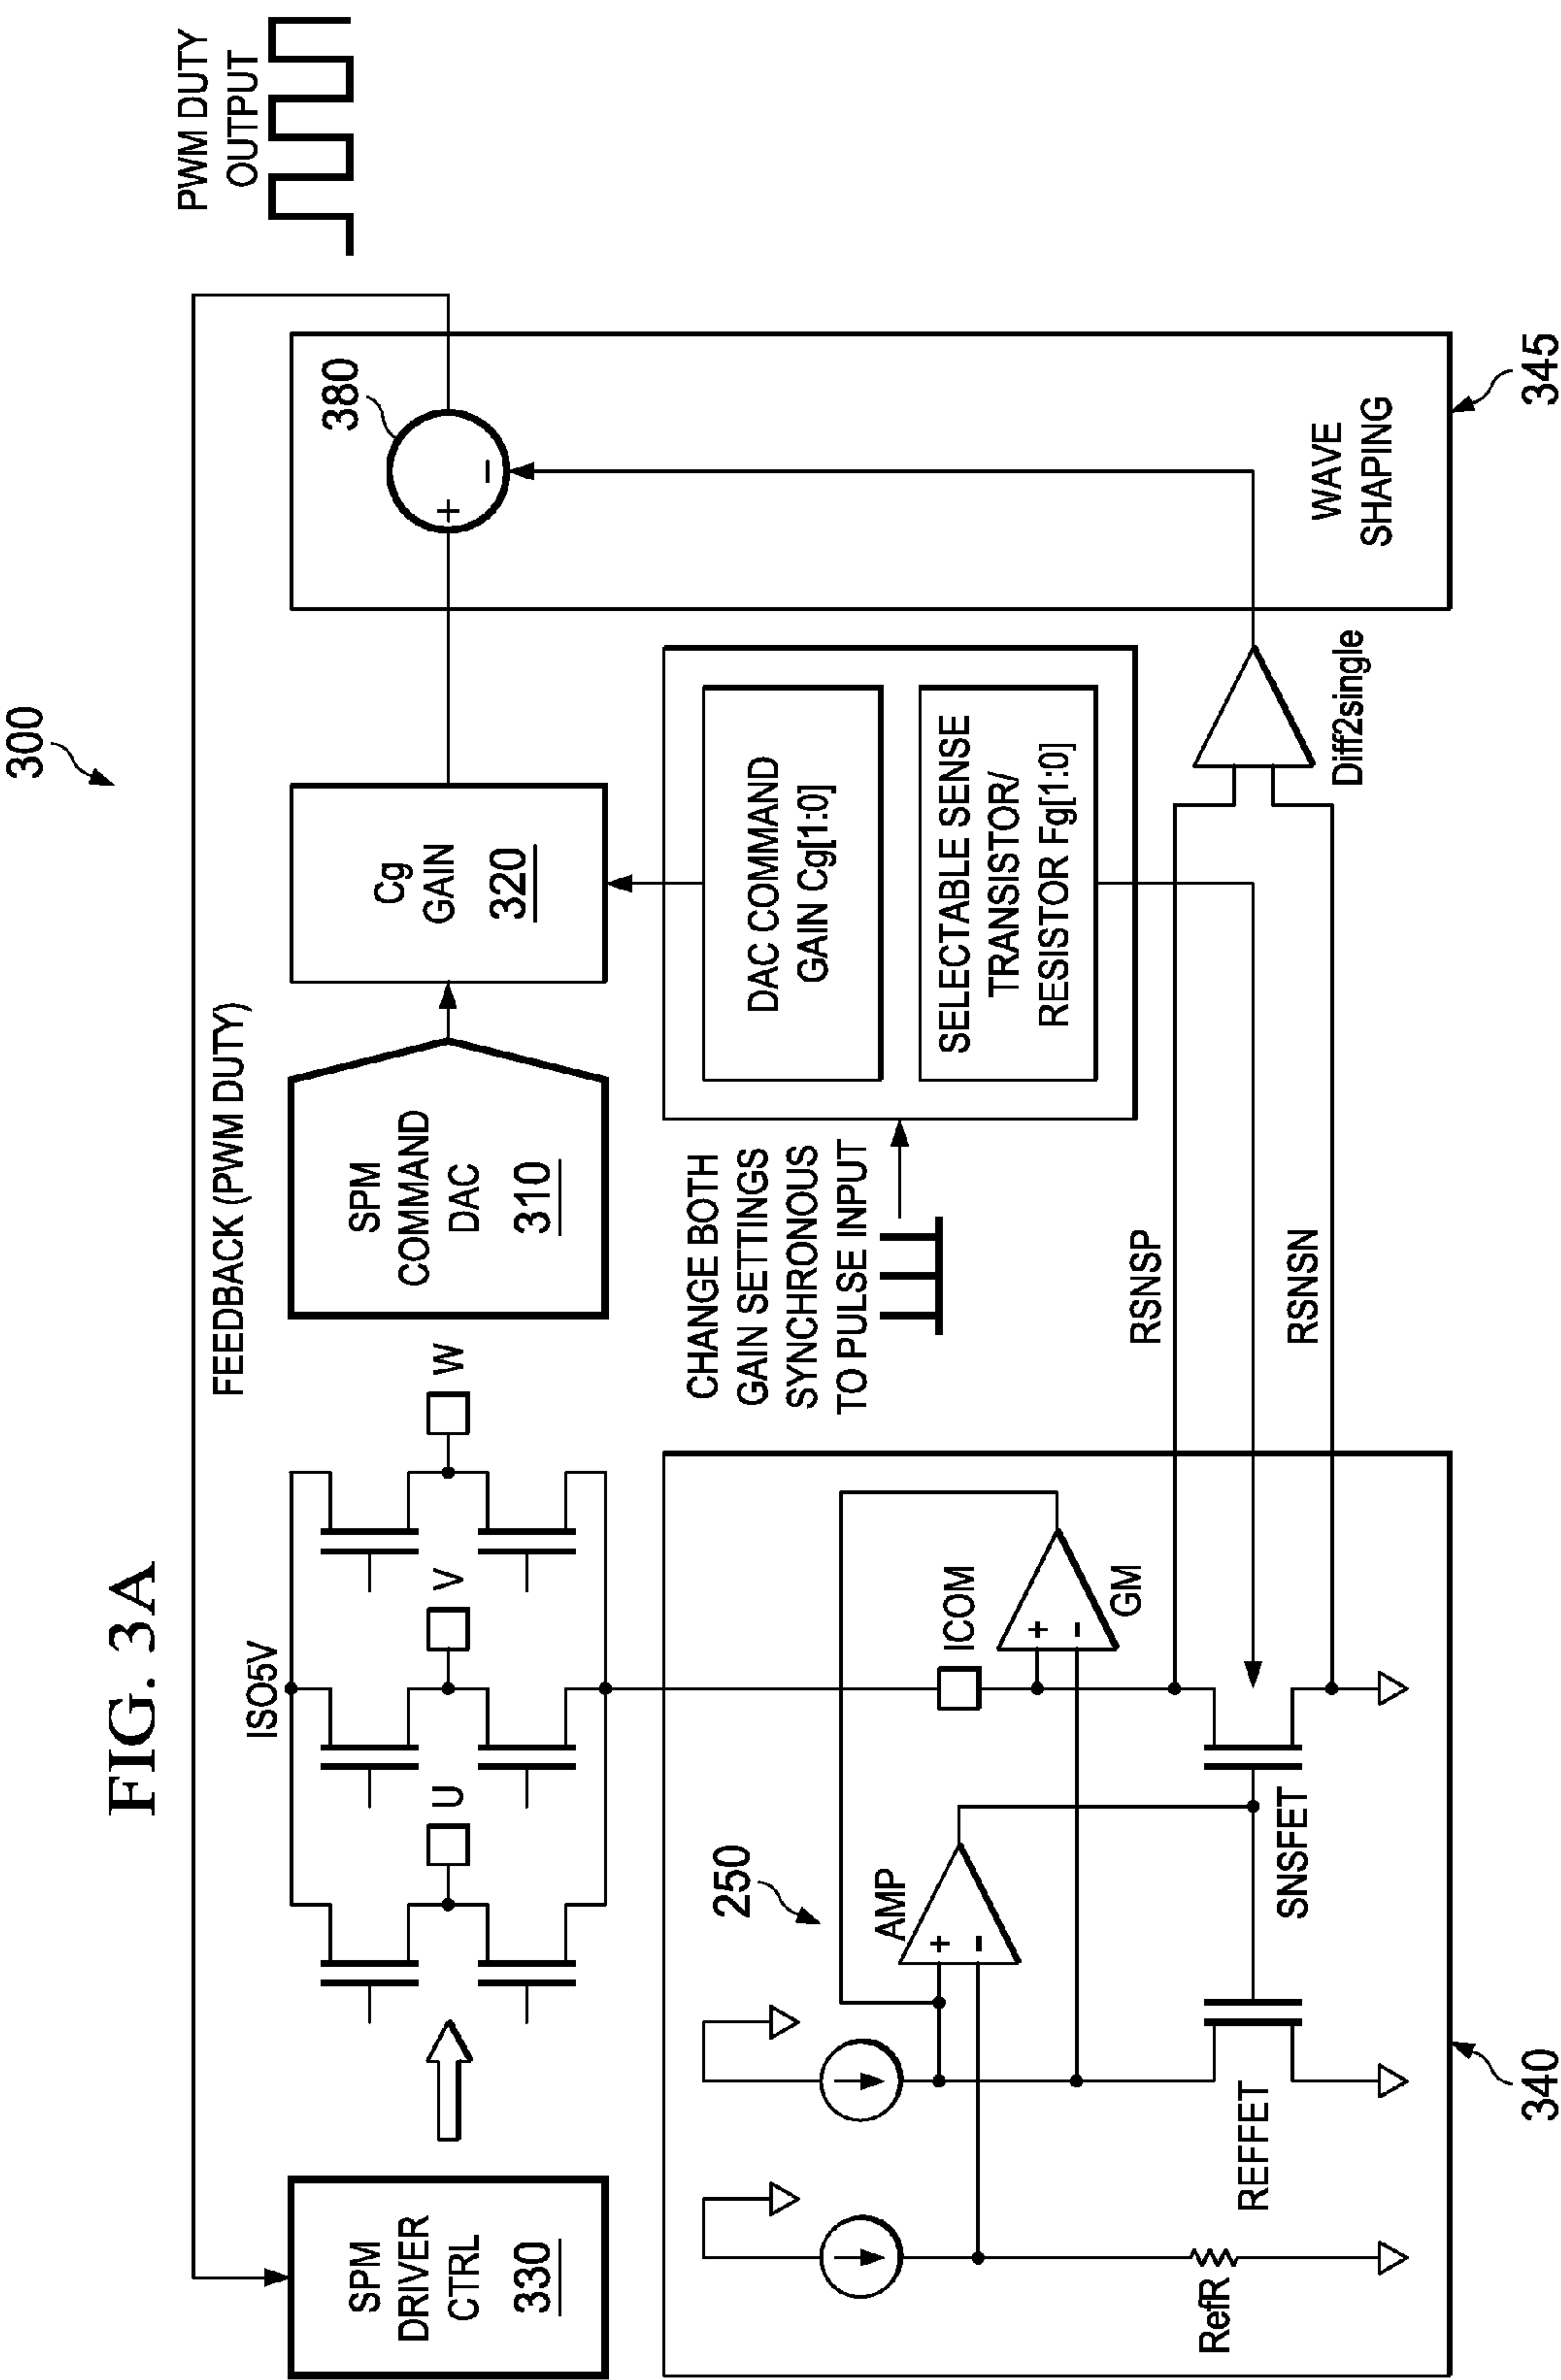 FIG. 3A
300
PWM DUTY
OUTPUT
FEEDBACK (PWM DUTY)
SPM
DRIVER
CTRL
330
ISO5V
U
V
W
SPM
COMMAND
DAC
310
Cg
GAIN
320
380
+
-
WAVE
SHAPING
345
CHANGE BOTH
GAIN SETTINGS
SYNCHRONOUS
TO PULSE INPUT
DAC COMMAND
GAIN Cg[1:0]
SELECTABLE SENSE
TRANSISTOR/
RESISTOR Fg[1:0]
250
AMP
+
-
ICOM
+
-
GM
RSNSP
RSNSN
Diff2single
RefR
REFFET
SNSFET
340